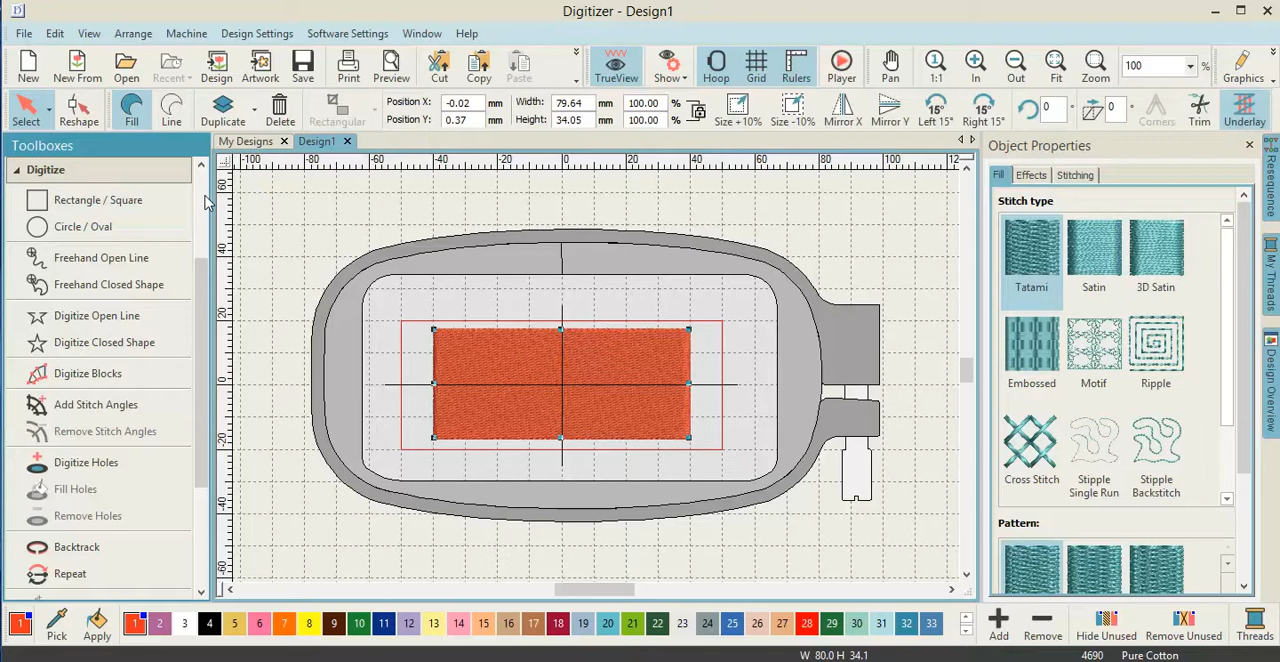 D
Digitizer - Design1
File Edit View Arrange Machine Design Settings Software Settings Window Help
New New From Open Recent Design Artwork Save Print Preview Cut Copy Paste TrueView Show Hoop Grid Rulers Player Pan 1:1 In Out Fit Zoom 100 % Graphics
Select Reshape Fill Line Duplicate Delete Rectangular Position X: -0.02 mm Width: 79.64 mm 100.00 % Size +10% Size -10% Mirror X Mirror Y Left 15° Right 15° 0 ° 0 ° Corners Trim Underlay
Position Y: 0.37 mm Height: 34.05 mm 100.00 %
Toolboxes
My Designs Design1
Digitize
Rectangle / Square
Circle / Oval
Freehand Open Line
Freehand Closed Shape
Digitize Open Line
Digitize Closed Shape
Digitize Blocks
Add Stitch Angles
Remove Stitch Angles
Digitize Holes
Fill Holes
Remove Holes
Backtrack
Repeat
-100 -60 -40 -20 0 20 40 60 80 100 12
60
40
20
0
-20
-40
-60
Object Properties
Fill Effects Stitching
Stitch type
Tatami Satin 3D Satin
Embossed Motif Ripple
Cross Stitch Stipple Single Run Stipple Backstitch
Pattern:
Resequence
My Threads
Design Overview
1 Pick Apply 1 2 3 4 5 6 7 8 9 10 11 12 13 14 15 16 17 18 19 20 21 22 23 24 25 26 27 28 29 30 31 32 33 Add Remove Hide Unused Remove Unused Threads
W 80.0 H 34.1 4690 Pure Cotton